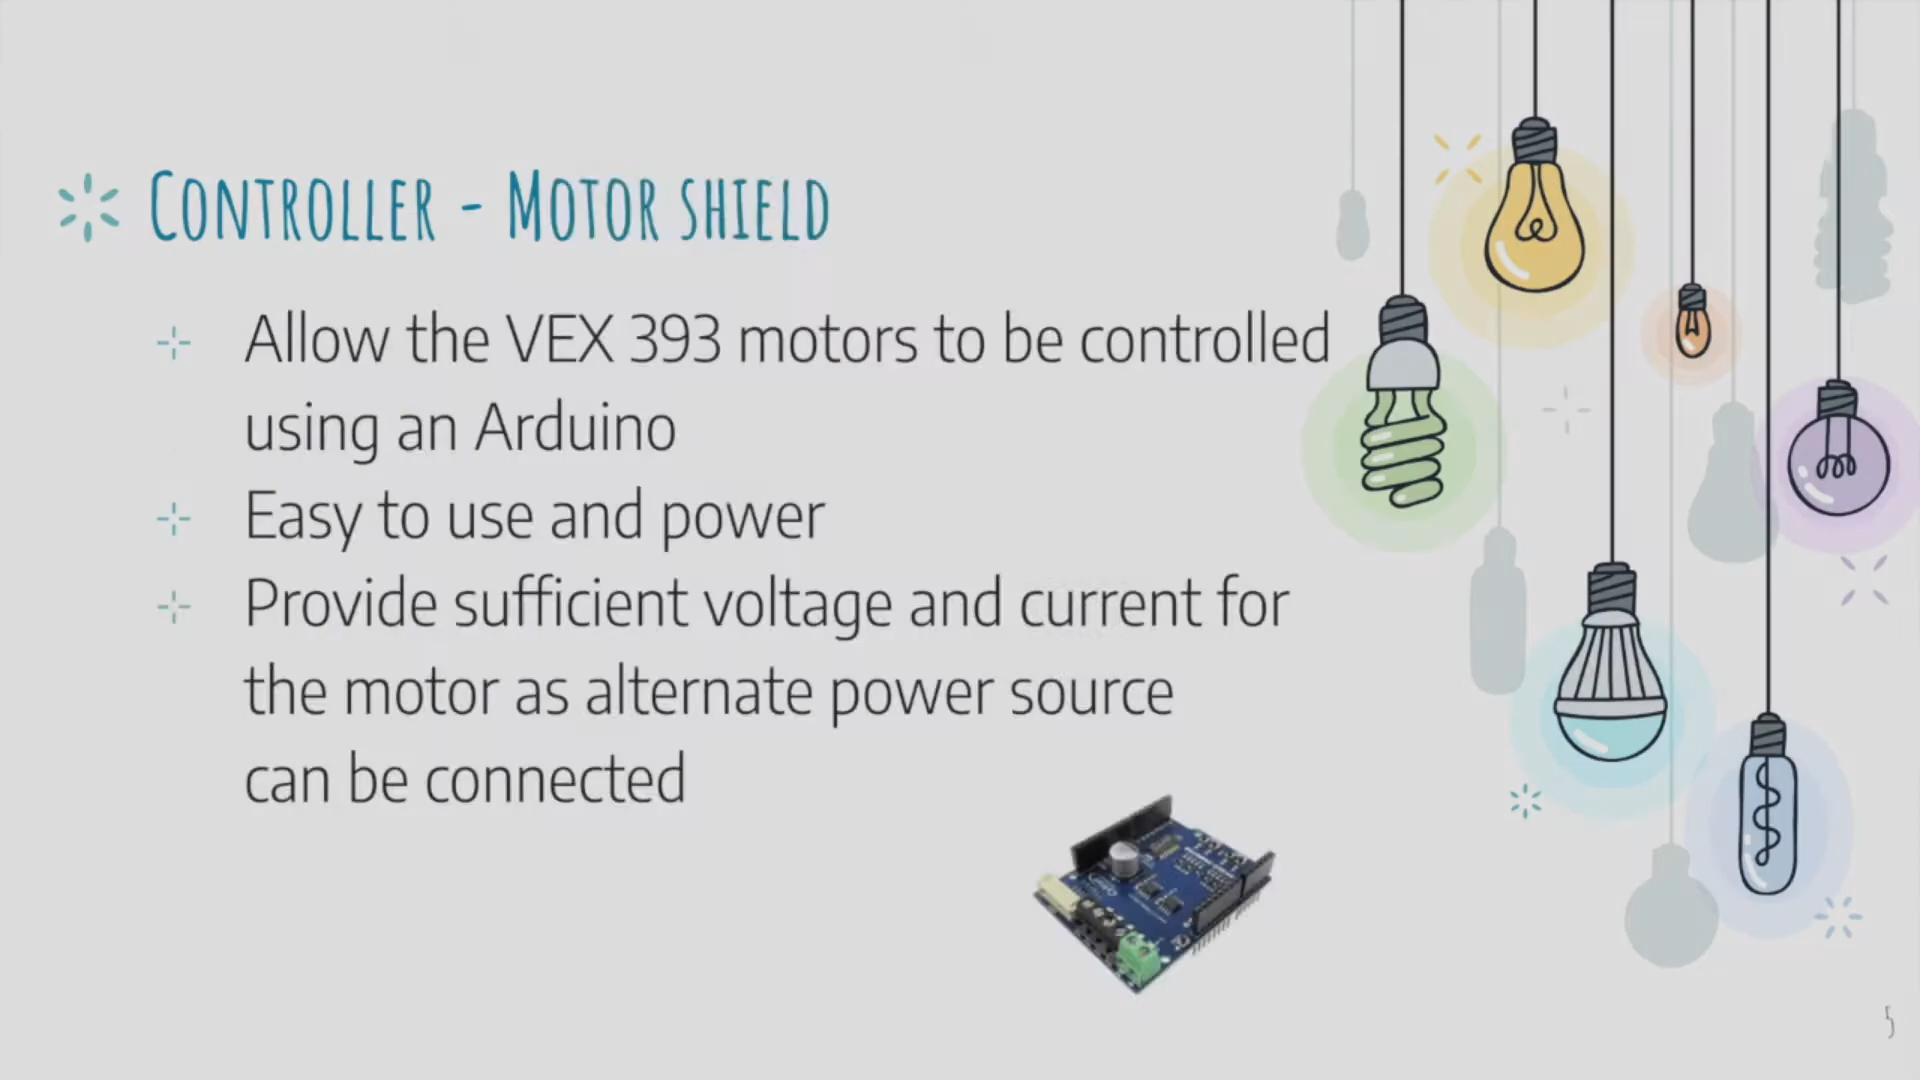 CONTROLLER - MOTOR SHIELD
Allow the VEX 393 motors to be controlled
using an Arduino
Easy to use and power
Provide sufficient voltage and current for
the motor as alternate power source
can be connected
5